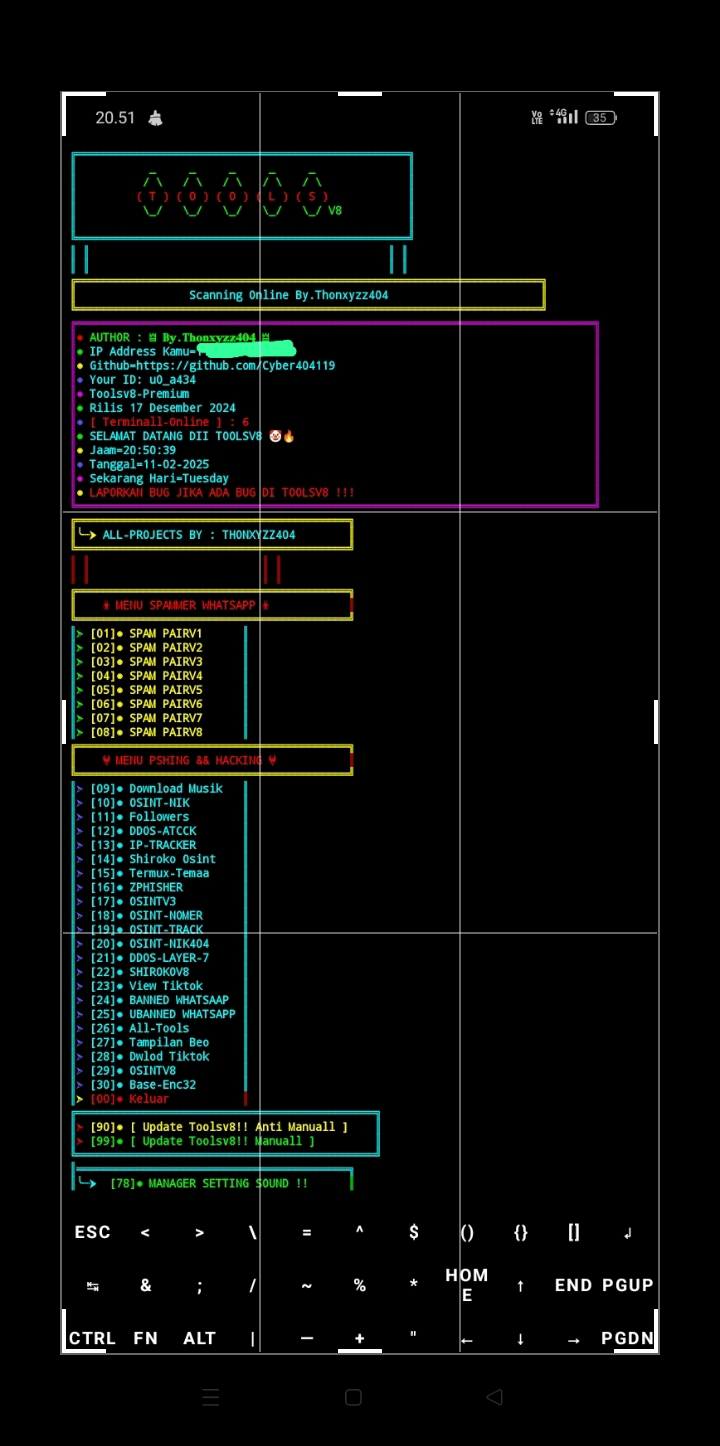 20.51 Vo LTE 4G 35
( T ) ( O ) ( O ) ( L ) ( S )
V8
Scanning Online By.Thonxyzz404
AUTHOR : By.Thonxyzz404
IP Address Kamu=
Github=https://github.com/Cyber404119
Your ID: u0_a434
Toolsv8-Premium
Rilis 17 Desember 2024
[ Terminall-Online ] : 6
SELAMAT DATANG DII TOOLSV8 🤡🔥
Jaam=20:50:39
Tanggal=11-02-2025
Sekarang Hari=Tuesday
LAPORKAN BUG JIKA ADA BUG DI TOOLSV8 !!!
ALL-PROJECTS BY : THONXYZZ404
MENU SPAMMER WHATSAPP
[01] SPAM PAIRV1
[02] SPAM PAIRV2
[03] SPAM PAIRV3
[04] SPAM PAIRV4
[05] SPAM PAIRV5
[06] SPAM PAIRV6
[07] SPAM PAIRV7
[08] SPAM PAIRV8
MENU PSHING && HACKING
[09] Download Musik
[10] OSINT-NIK
[11] Followers
[12] DDOS-ATCCK
[13] IP-TRACKER
[14] Shiroko Osint
[15] Termux-Temaa
[16] ZPHISHER
[17] OSINTV3
[18] OSINT-NOMER
[19] OSINT-TRACK
[20] OSINT-NIK404
[21] DDOS-LAYER-7
[22] SHIROKOV8
[23] View Tiktok
[24] BANNED WHATSAAP
[25] UBANNED WHATSAPP
[26] All-Tools
[27] Tampilan Beo
[28] Dwlod Tiktok
[29] OSINTV8
[30] Base-Enc32
[00] Keluar
[90] [ Update Toolsv8!! Anti Manuall ]
[99] [ Update Toolsv8!! Manuall ]
[78] MANAGER SETTING SOUND !!
ESC < > \ = ^ $ () {} [] ↲
↹ & ; / ~ % * HOME ↑ END PGUP
CTRL FN ALT | — + " ← ↓ → PGDN